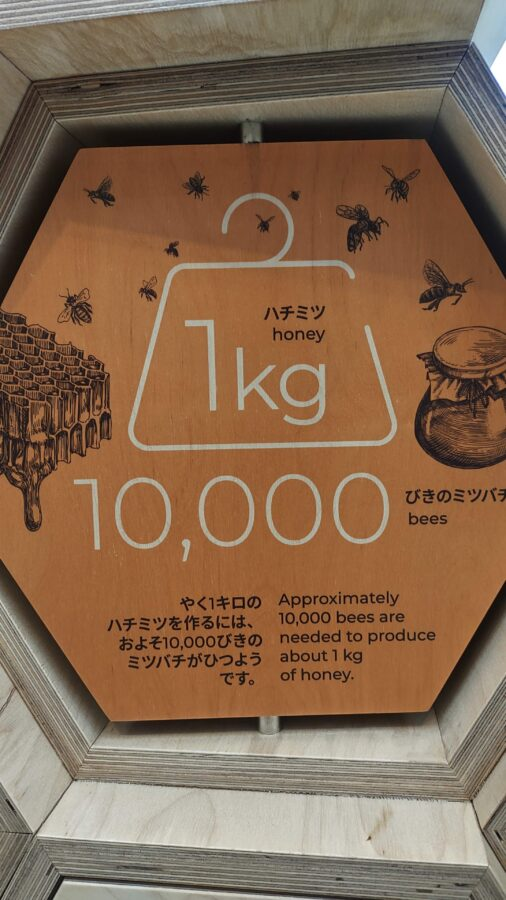 ハチミツ
honey
1kg
10,000
びきのミツバチ
bees
やく1キロの
ハチミツを作るには、
およそ10,000びきの
ミツバチがひつよう
です。
Approximately
10,000 bees are
needed to produce
about 1 kg
of honey.